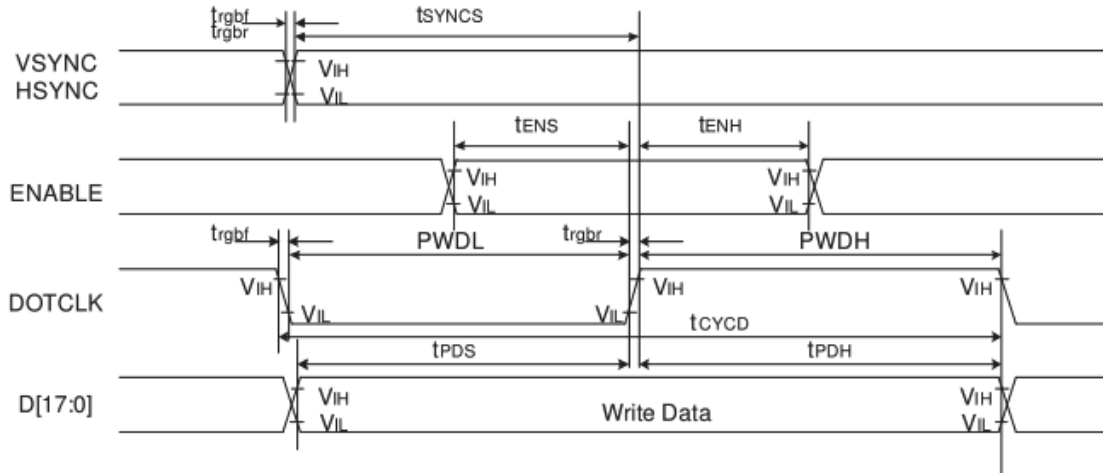 trgbf
trgbr
tSYNCS
VSYNC
HSYNC
VIH
VIL
tENS
tENH
ENABLE
VIH
VIL
VIH
VIL
trgbf
PWDL
trgbr
PWDH
DOTCLK
VIH
VIL
VIL
VIH
VIH
tCYCD
tPDS
tPDH
D[17:0]
VIH
VIL
Write Data
VIH
VIL